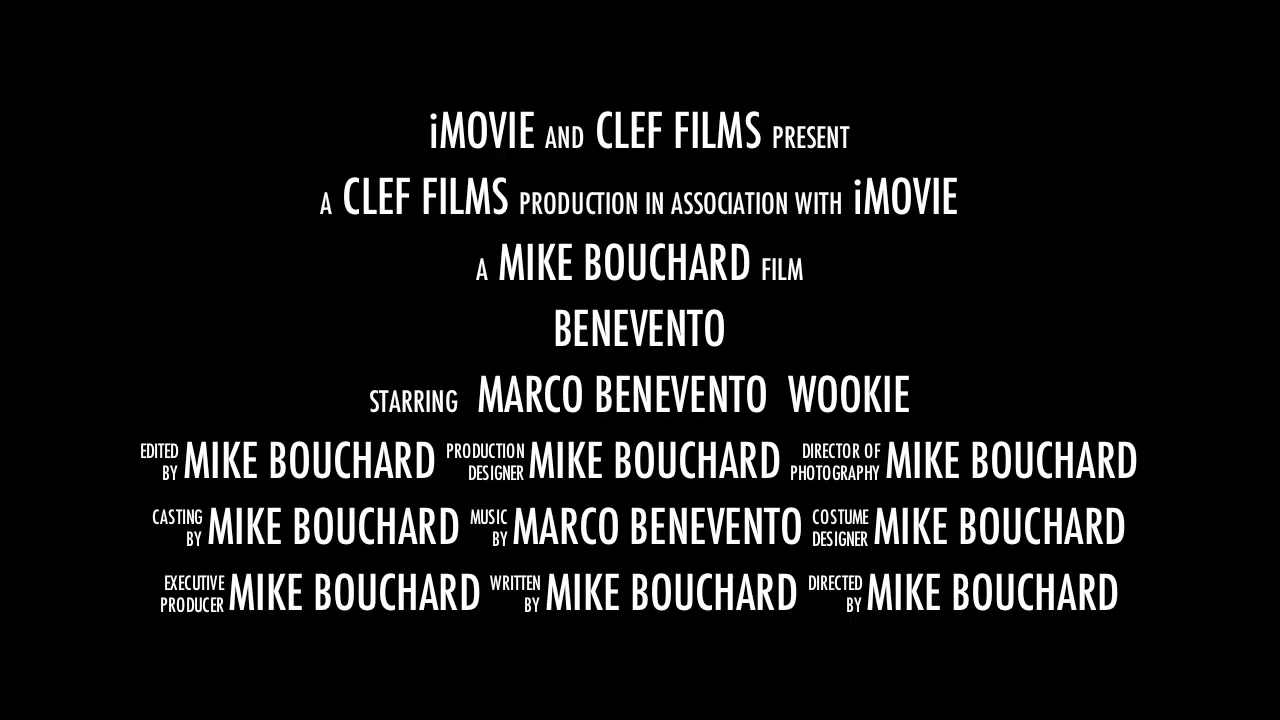 iMOVIE AND CLEF FILMS PRESENT
A CLEF FILMS PRODUCTION IN ASSOCIATION WITH iMOVIE
A MIKE BOUCHARD FILM
BENEVENTO
STARRING MARCO BENEVENTO WOOKIE
EDITED BY MIKE BOUCHARD PRODUCTION DESIGNER MIKE BOUCHARD DIRECTOR OF PHOTOGRAPHY MIKE BOUCHARD
CASTING BY MIKE BOUCHARD MUSIC BY MARCO BENEVENTO COSTUME DESIGNER MIKE BOUCHARD
EXECUTIVE PRODUCER MIKE BOUCHARD WRITTEN BY MIKE BOUCHARD DIRECTED BY MIKE BOUCHARD